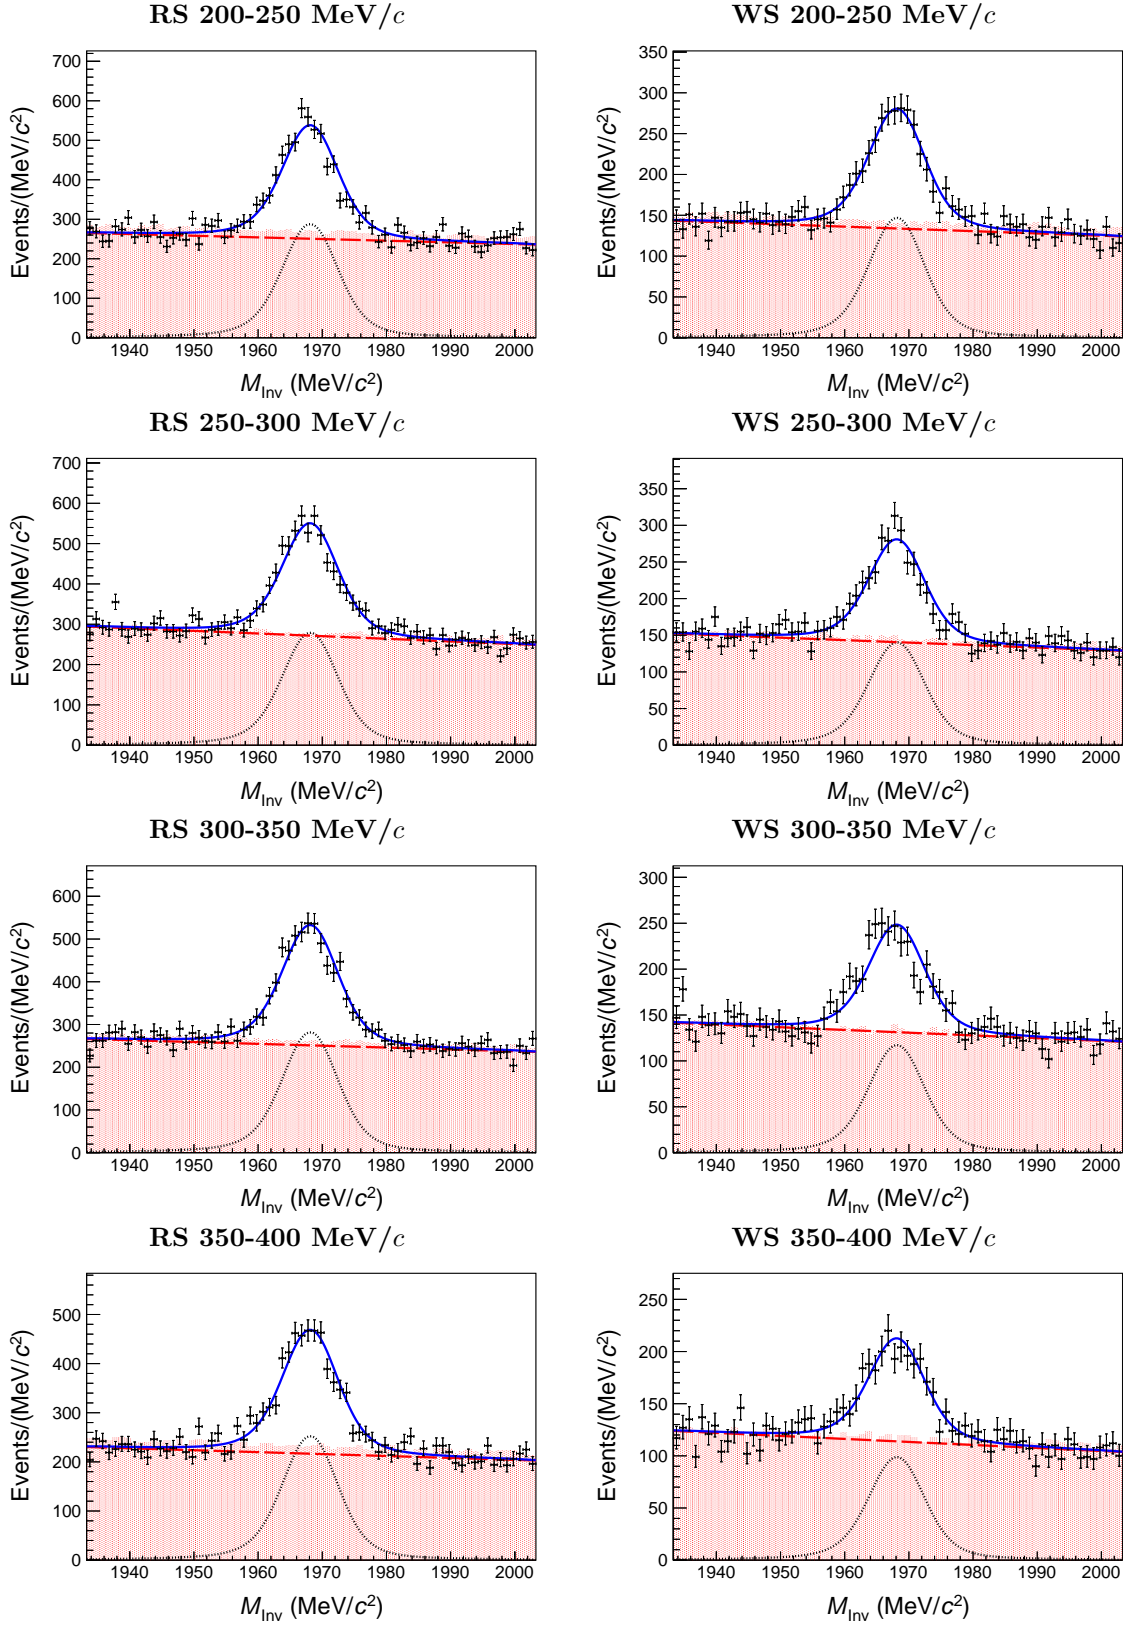 RS 200-250 MeV/c
WS 200-250 MeV/c
Events/(MeV/c²)
700
600
500
400
300
200
100
0
1940 1950 1960 1970 1980 1990 2000
M_Inv (MeV/c²)
Events/(MeV/c²)
350
300
250
200
150
100
50
0
1940 1950 1960 1970 1980 1990 2000
M_Inv (MeV/c²)
RS 250-300 MeV/c
WS 250-300 MeV/c
Events/(MeV/c²)
700
600
500
400
300
200
100
0
1940 1950 1960 1970 1980 1990 2000
M_Inv (MeV/c²)
Events/(MeV/c²)
350
300
250
200
150
100
50
0
1940 1950 1960 1970 1980 1990 2000
M_Inv (MeV/c²)
RS 300-350 MeV/c
WS 300-350 MeV/c
Events/(MeV/c²)
600
500
400
300
200
100
0
1940 1950 1960 1970 1980 1990 2000
M_Inv (MeV/c²)
Events/(MeV/c²)
300
250
200
150
100
50
0
1940 1950 1960 1970 1980 1990 2000
M_Inv (MeV/c²)
RS 350-400 MeV/c
WS 350-400 MeV/c
Events/(MeV/c²)
500
400
300
200
100
0
1940 1950 1960 1970 1980 1990 2000
M_Inv (MeV/c²)
Events/(MeV/c²)
250
200
150
100
50
0
1940 1950 1960 1970 1980 1990 2000
M_Inv (MeV/c²)